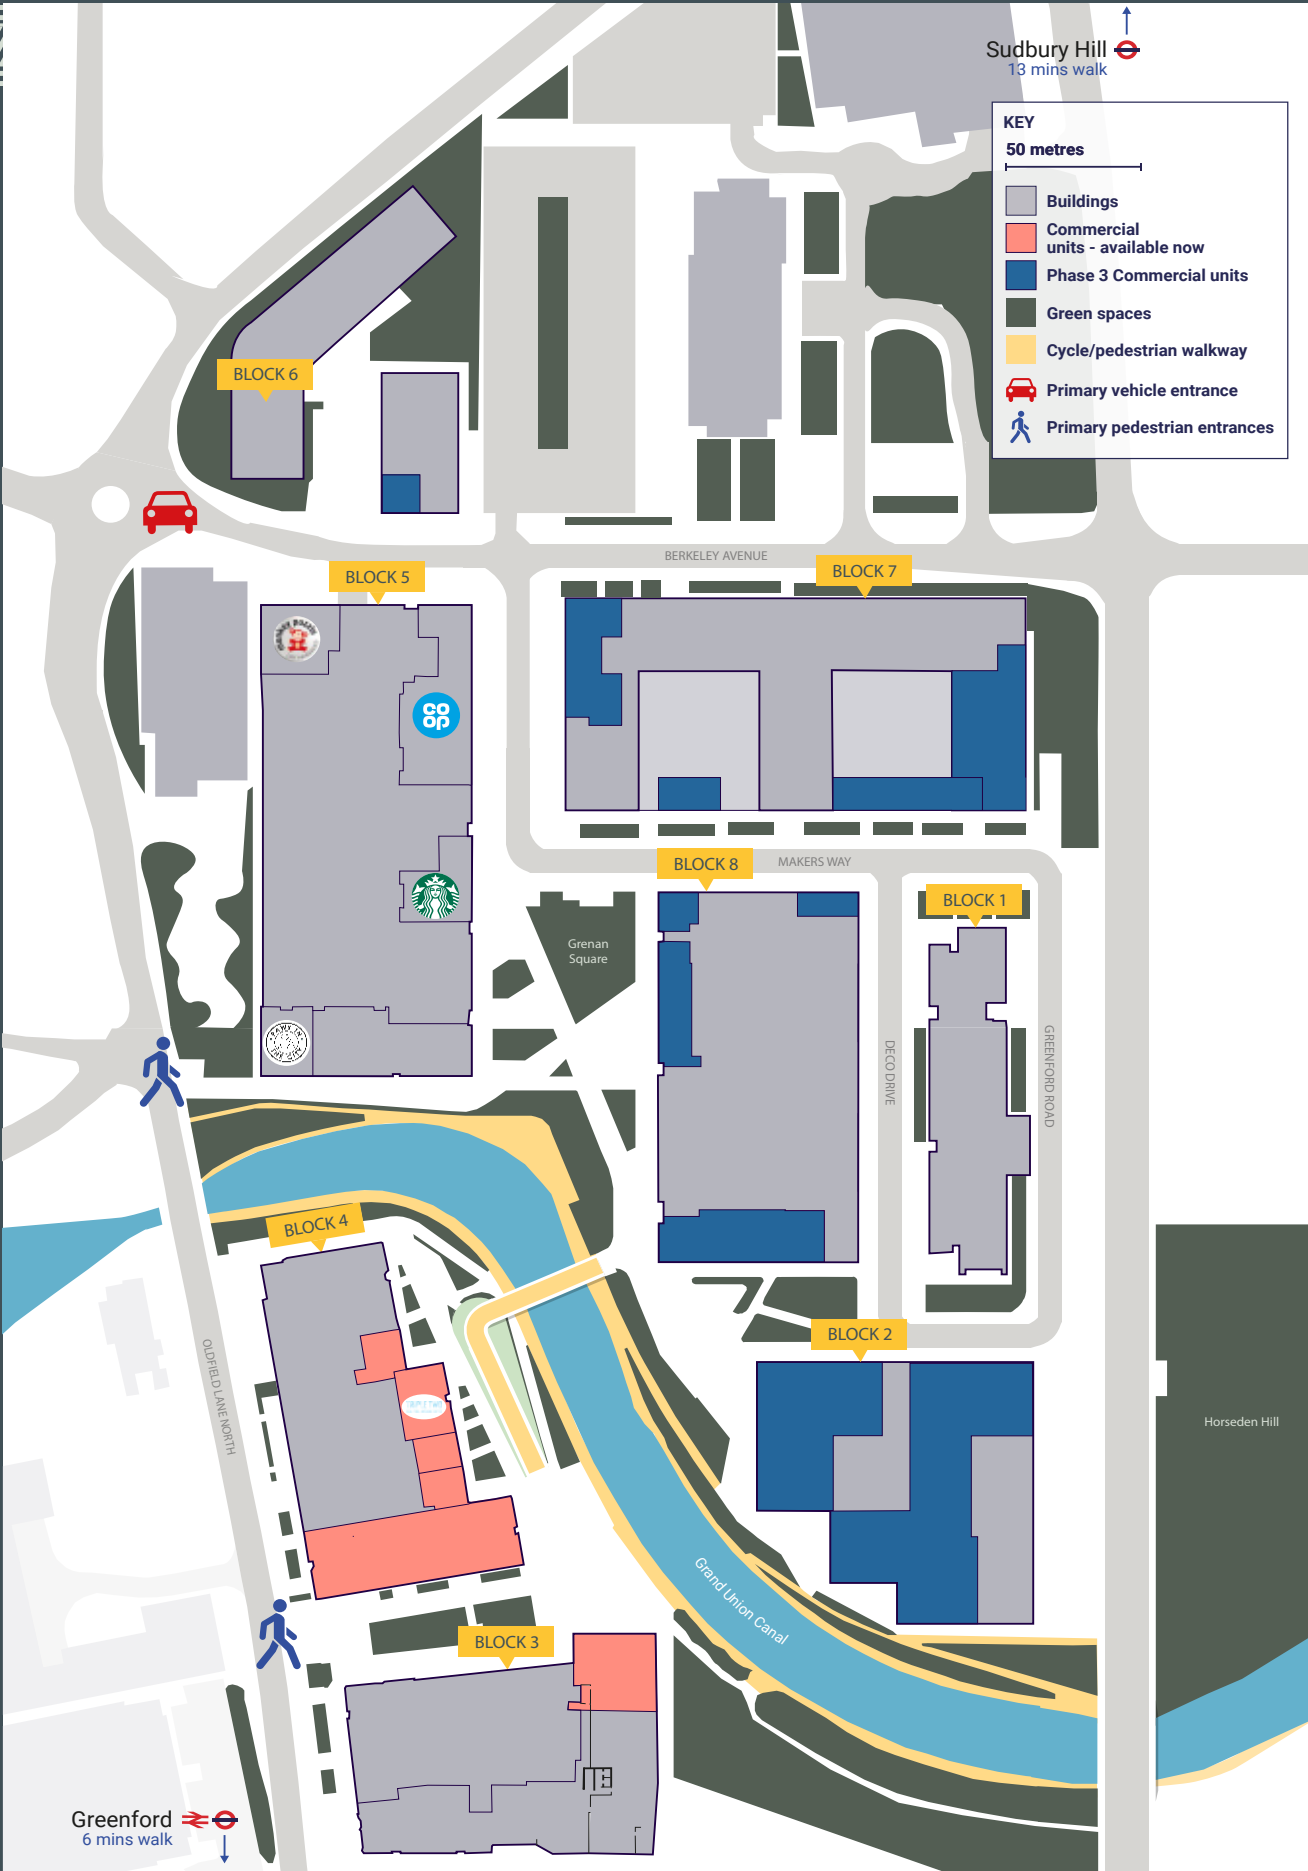 Sudbury Hill
13 mins walk
KEY
50 metres
Buildings
Commercial
units - available now
Phase 3 Commercial units
Green spaces
Cycle/pedestrian walkway
Primary vehicle entrance
Primary pedestrian entrances
BLOCK 6
BERKELEY AVENUE
BLOCK 5
BLOCK 7
CO
OP
MAKERS WAY
BLOCK 8
BLOCK 1
Grenan
Square
DECO DRIVE
GREENFORD ROAD
BLOCK 4
BLOCK 2
OLDFIELD LANE NORTH
Horseden Hill
Grand Union Canal
BLOCK 3
Greenford
6 mins walk